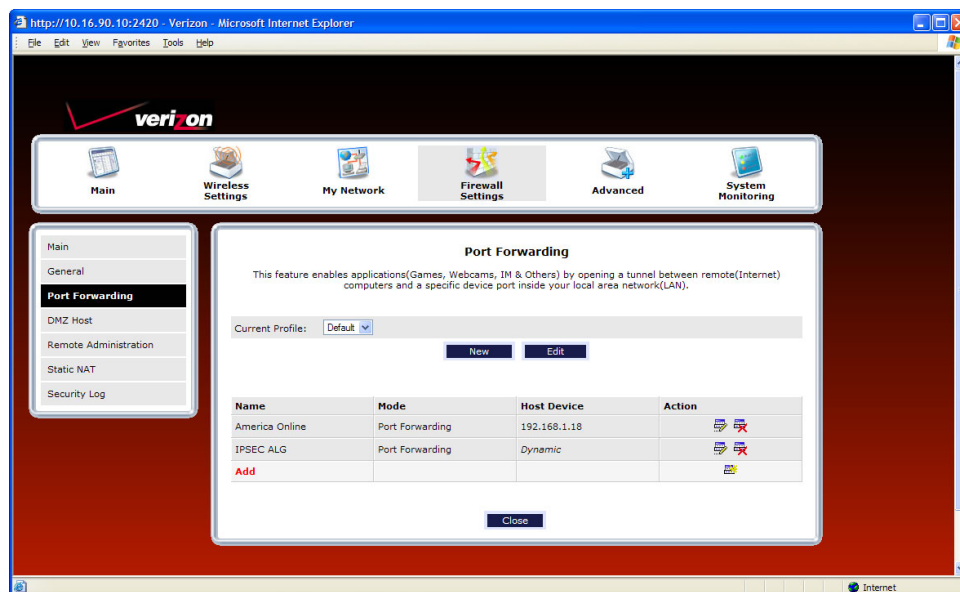 http://10.16.90.10:2420 - Verizon - Microsoft Internet Explorer
File Edit View Favorites Tools Help
verizon
Main
Wireless Settings
My Network
Firewall Settings
Advanced
System Monitoring
Main
General
Port Forwarding
DMZ Host
Remote Administration
Static NAT
Security Log
Port Forwarding
This feature enables applications(Games, Webcams, IM & Others) by opening a tunnel between remote(Internet)
computers and a specific device port inside your local area network(LAN).
Current Profile: Default
New Edit
Name Mode Host Device Action
America Online Port Forwarding 192.168.1.18
IPSEC ALG Port Forwarding Dynamic
Add
Close
Internet